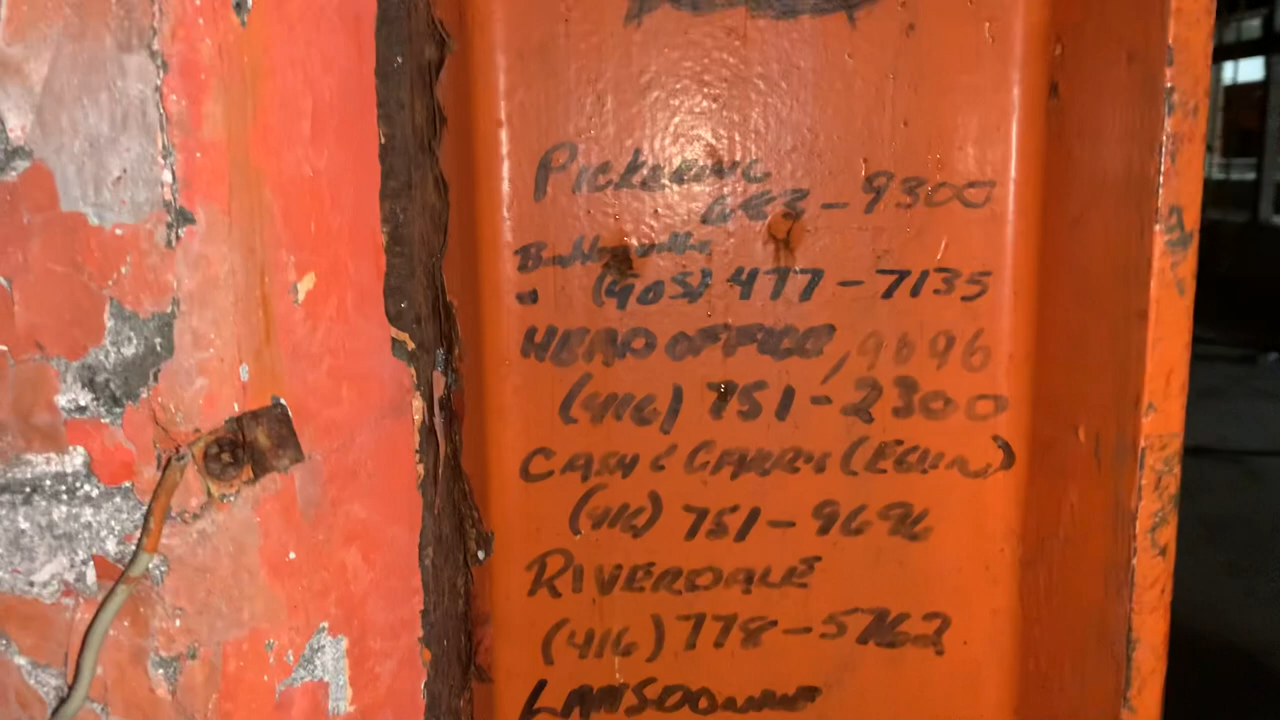 Pickering
683-9300
Buttonville
" (905) 477-7135
HEAD OFFICE, 9696
(416) 751-2300
CASH & CARRY (EGLIN)
(416) 751-9696
RIVERDALE
(416) 778-5762
LANSDOWNE